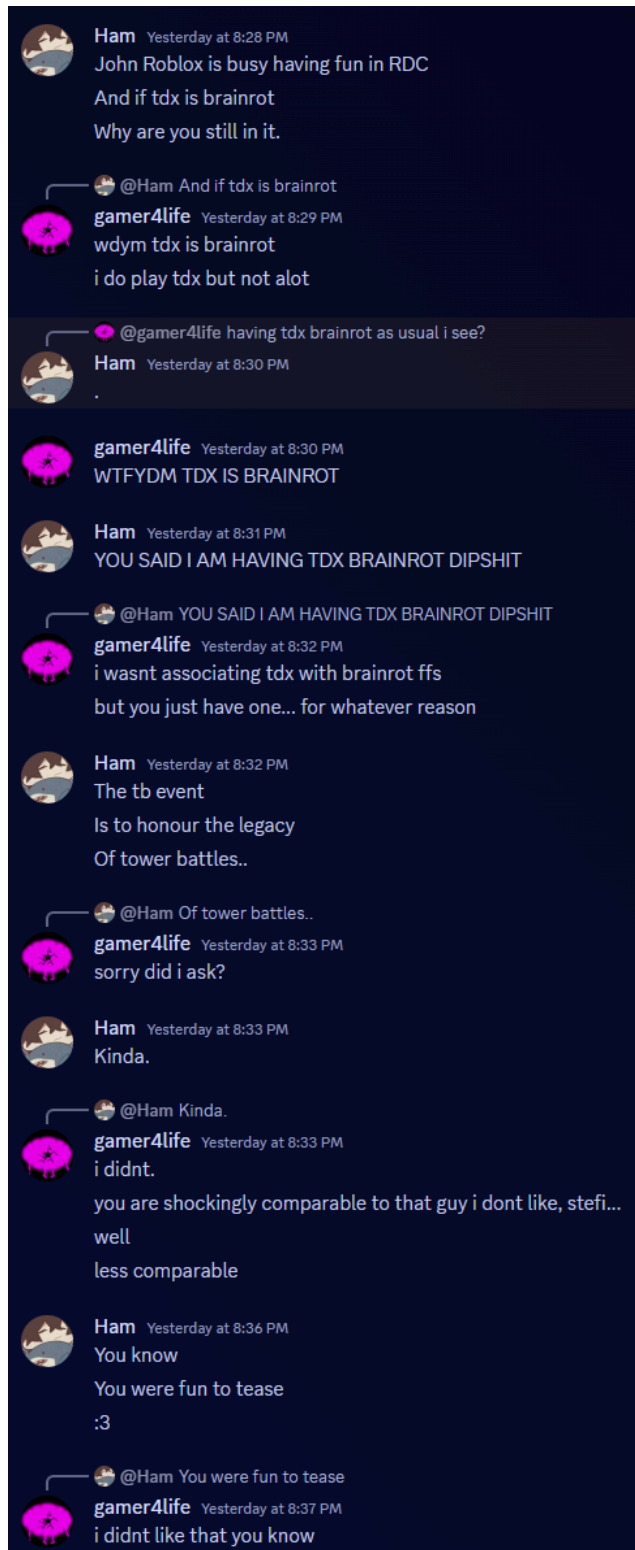 Ham Yesterday at 8:28 PM
John Roblox is busy having fun in RDC
And if tdx is brainrot
Why are you still in it.
@Ham And if tdx is brainrot
gamer4life Yesterday at 8:29 PM
wdym tdx is brainrot
i do play tdx but not alot
@gamer4life having tdx brainrot as usual i see?
Ham Yesterday at 8:30 PM
.
gamer4life Yesterday at 8:30 PM
WTFYDM TDX IS BRAINROT
Ham Yesterday at 8:31 PM
YOU SAID I AM HAVING TDX BRAINROT DIPSHIT
@Ham YOU SAID I AM HAVING TDX BRAINROT DIPSHIT
gamer4life Yesterday at 8:32 PM
i wasnt associating tdx with brainrot ffs
but you just have one... for whatever reason
Ham Yesterday at 8:32 PM
The tb event
Is to honour the legacy
Of tower battles..
@Ham Of tower battles..
gamer4life Yesterday at 8:33 PM
sorry did i ask?
Ham Yesterday at 8:33 PM
Kinda.
@Ham Kinda.
gamer4life Yesterday at 8:33 PM
i didnt.
you are shockingly comparable to that guy i dont like, stefi...
well
less comparable
Ham Yesterday at 8:36 PM
You know
You were fun to tease
:3
@Ham You were fun to tease
gamer4life Yesterday at 8:37 PM
i didnt like that you know